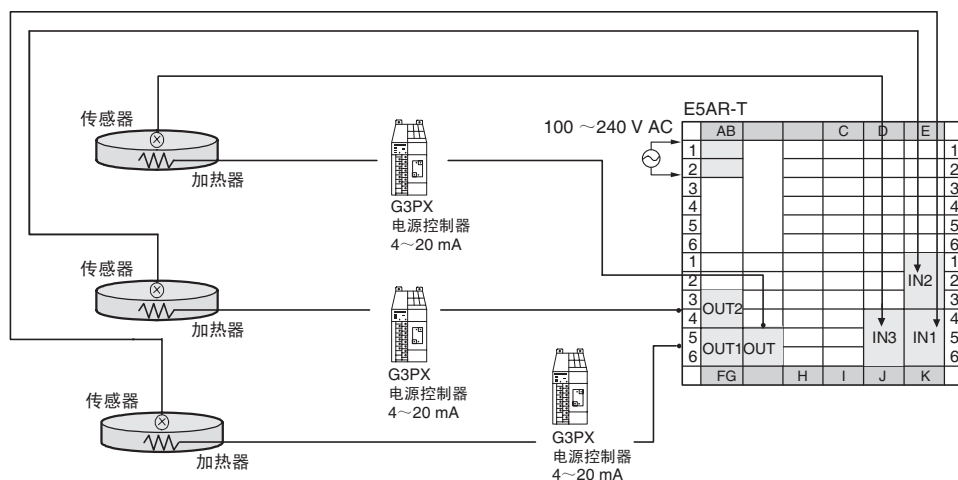 E5AR-T
100 ～240 V AC
AB C D E
1 1
2 2
3 3
4 4
5 5
6 6
1 1
2 IN2 2
3 OUT2 3
4 4
5 OUT1 OUT IN3 IN1 5
6 6
FG H I J K
传感器
加热器
G3PX
电源控制器
4～20 mA
传感器
加热器
G3PX
电源控制器
4～20 mA
传感器
加热器
G3PX
电源控制器
4～20 mA